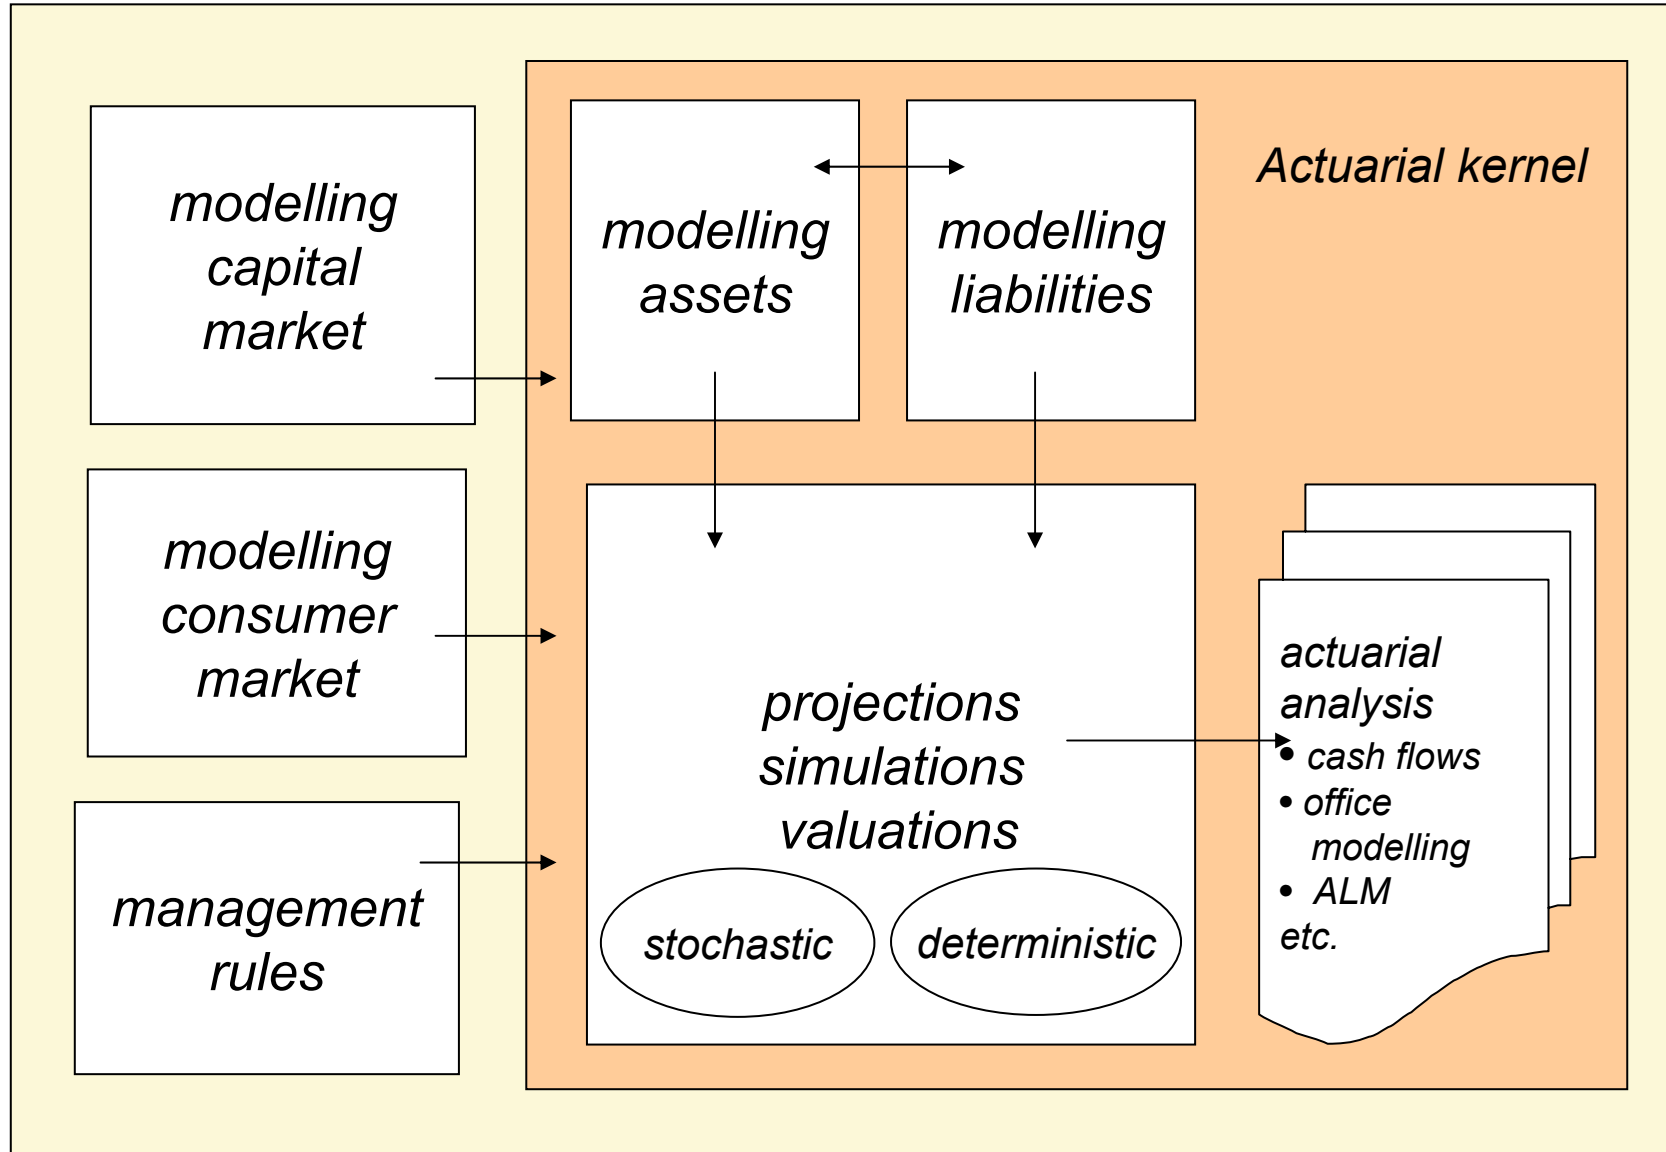 modelling
capital
market
modelling
consumer
market
management
rules
modelling
assets
modelling
liabilities
Actuarial kernel
projections
simulations
valuations
stochastic
deterministic
actuarial
analysis
• cash flows
• office
modelling
• ALM
etc.